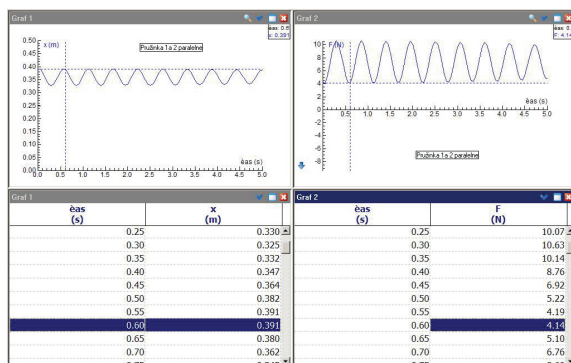 Graf 1
x (m)
0.50
0.45
0.40
0.35
0.30
0.25
0.20
0.15
0.10
0.05
0.00
0.0 0.5 1.0 1.5 2.0 2.5 3.0 3.5 4.0 4.5 5.0
èas (s)
Pružinka 1a 2 paralelne
x: 0.391
Graf 2
F (N)
10
8
6
4
2
-2
-4
-6
-8
0.5 1.0 1.5 2.0 2.5 3.0 3.5 4.0 4.5 5.0
èas (s)
Pružinka 1a 2 paralelne
Graf 1
èas x
(s) (m)
0.25 0.330
0.30 0.325
0.35 0.332
0.40 0.347
0.45 0.364
0.50 0.382
0.55 0.391
0.60 0.391
0.65 0.380
0.70 0.362
Graf 2
èas F
(s) (N)
0.25 10.07
0.30 10.63
0.35 10.14
0.40 8.76
0.45 6.92
0.50 5.22
0.55 4.19
0.60 4.14
0.65 5.10
0.70 6.76